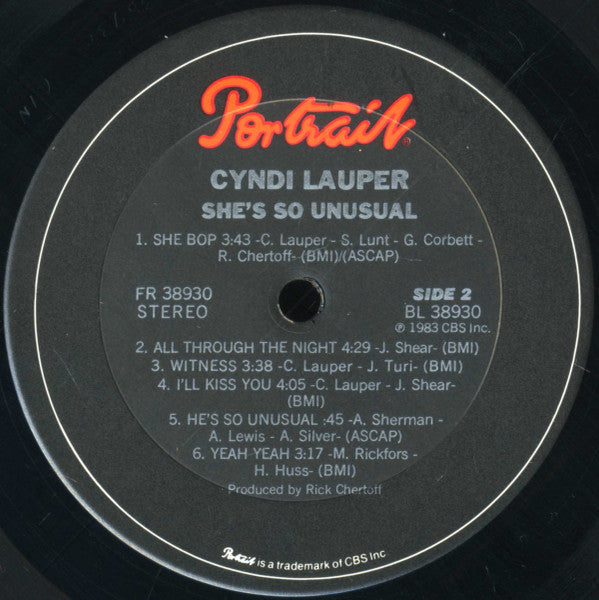 Portrait
CYNDI LAUPER
SHE'S SO UNUSUAL
1. SHE BOP 3:43 -C. Lauper - S. Lunt - G. Corbett -
R. Chertoff- (BMI)/(ASCAP)
FR 38930
STEREO
SIDE 2
BL 38930
℗ 1983 CBS Inc.
2. ALL THROUGH THE NIGHT 4:29 -J. Shear- (BMI)
3. WITNESS 3:38 -C. Lauper - J. Turi- (BMI)
4. I'LL KISS YOU 4:05 -C. Lauper - J. Shear-
(BMI)
5. HE'S SO UNUSUAL :45 -A. Sherman -
A. Lewis - A. Silver- (ASCAP)
6. YEAH YEAH 3:17 -M. Rickfors -
H. Huss- (BMI)
Produced by Rick Chertoff
Portrait is a trademark of CBS Inc